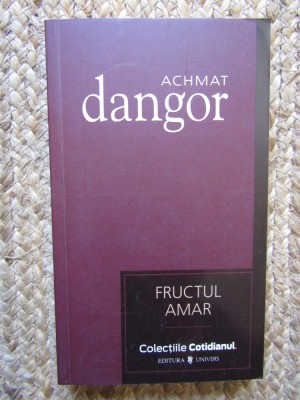 ACHMAT
dangor
FRUCTUL
AMAR
Colecțiile Cotidianul
EDITURA UNIVERS